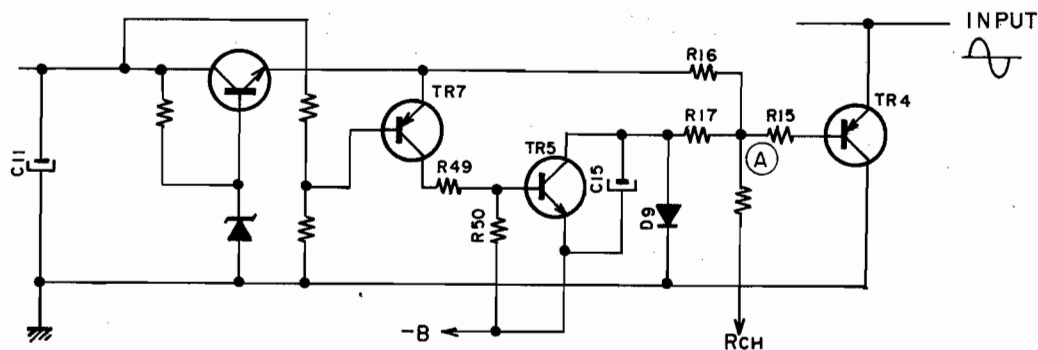 INPUT
R16
TR7
TR4
R17
R15
TR5
C11
R49
C15
A
R50
D9
-B
RCH